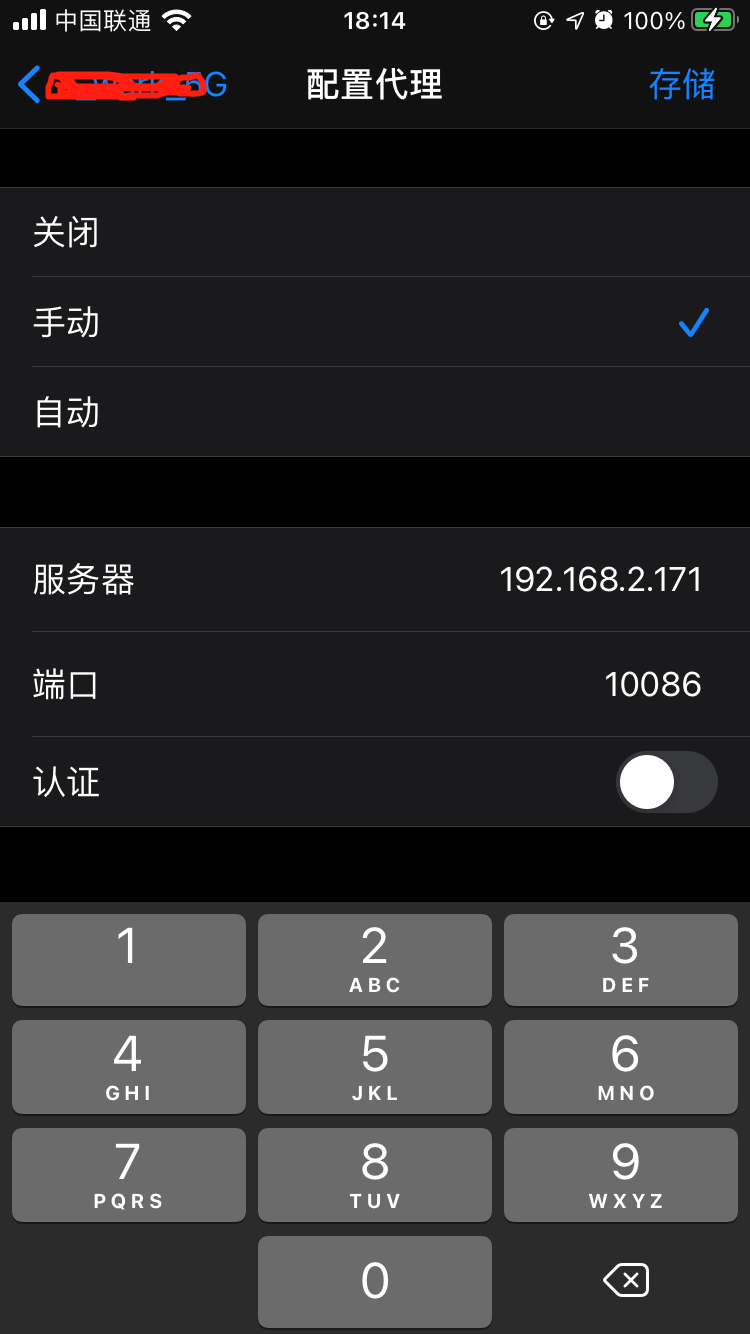 中国联通 18:14 100%
配置代理 存储
关闭
手动
自动
服务器 192.168.2.171
端口 10086
认证
1 2 3
ABC DEF
4 5 6
GHI JKL MNO
7 8 9
PQRS TUV WXYZ
0